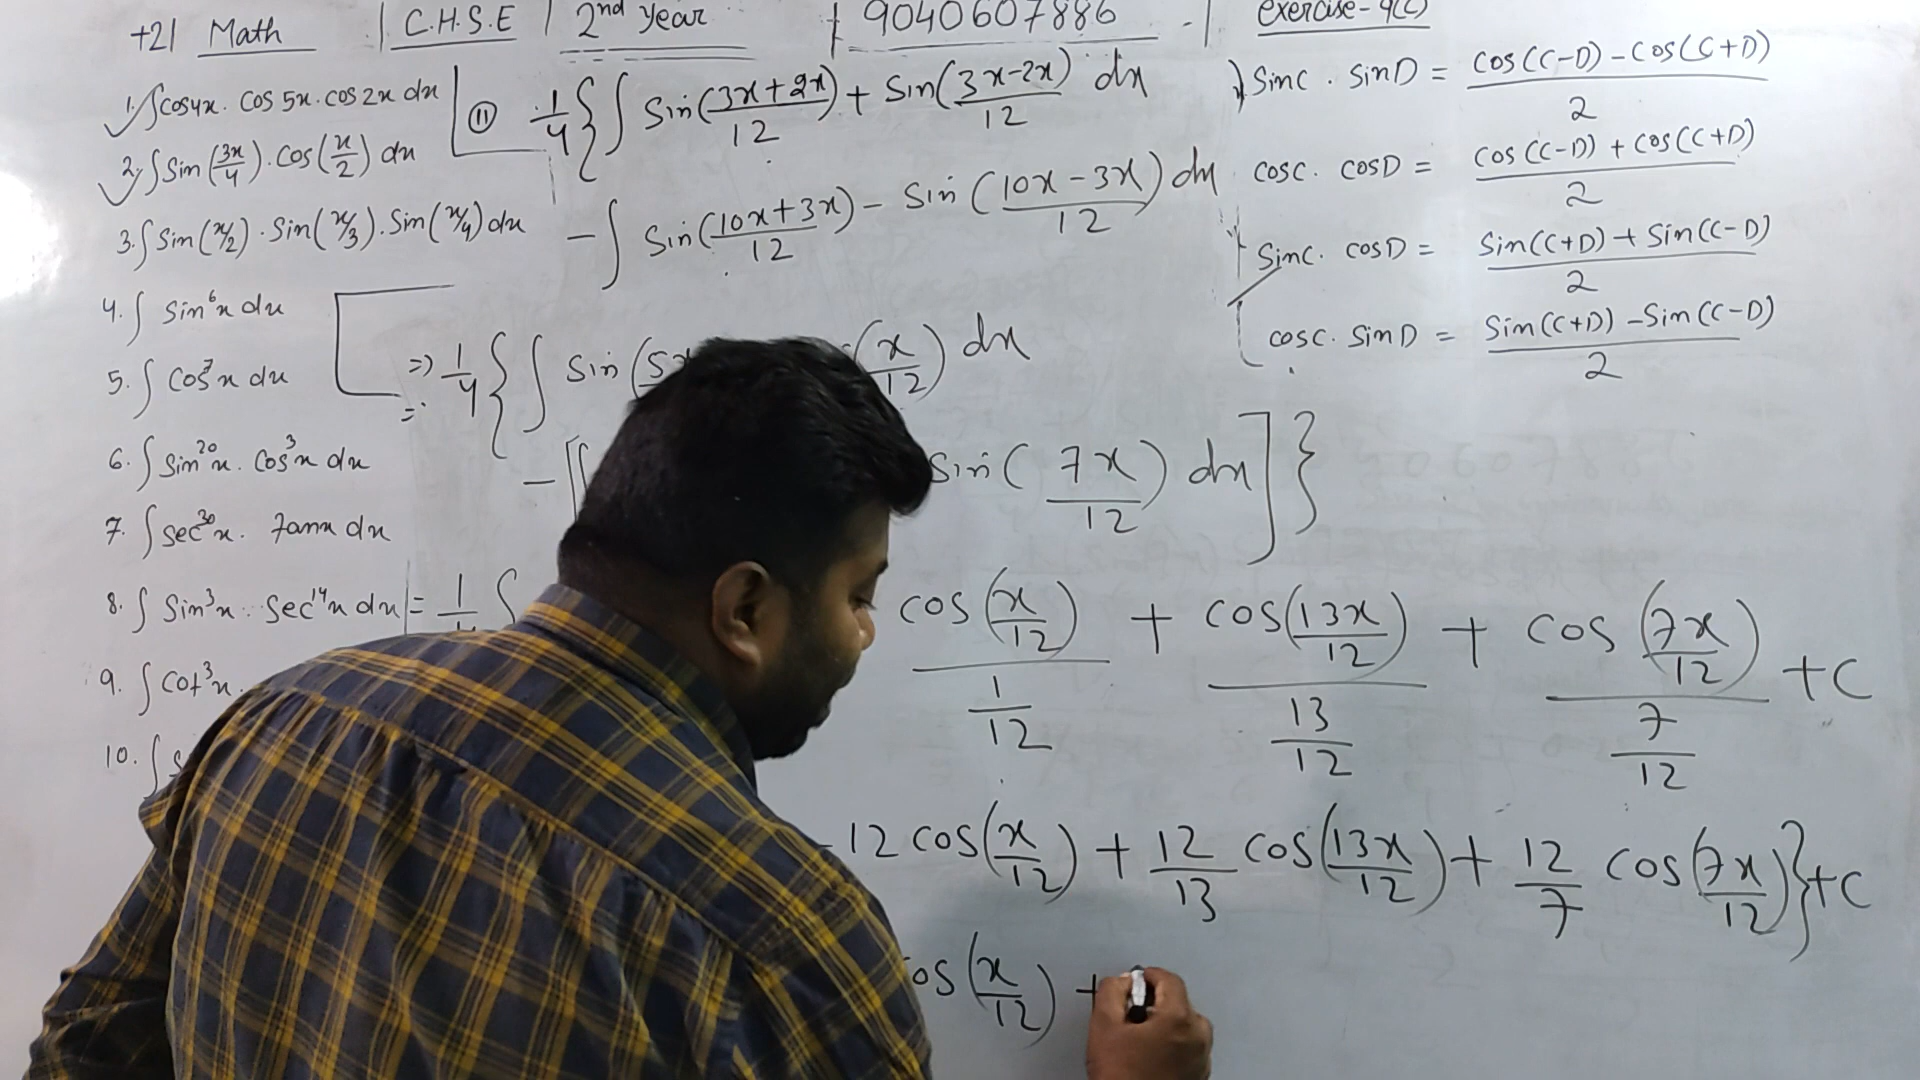 +2 | Math | C.H.S.E | 2nd Year | 9040607886 | Exercise - 9(C)
1. ∫cos4x . cos 5x . cos 2x dx
2. ∫Sin(3x/4) . cos(x/2) dx
3. ∫Sin(x/2) . Sin(x/3) . Sin(x/4) dx
4. ∫ Sin⁶x dx
5. ∫ cos⁷x dx
6. ∫ Sin²⁰x . Cos³x dx
7. ∫ Sec³⁰x . Tanx dx
8. ∫ Sin³x . Sec¹⁴x dx
9. ∫ Cot³x .
10. ∫
⑪ 1/4 { ∫ Sin(3x+2x)/12 + Sin(3x-2x)/12 dx
- ∫ Sin(10x+3x)/12 - Sin(10x-3x)/12 dx
=> 1/4 { ∫ Sin(5x (x/12) dx
- [∫ Sin(7x/12) dx ] }
= 1/4 { cos(x/12) / 1/12 + cos(13x/12) / 13/12 + cos(7x/12) / 7/12 + C
- 12 cos(x/12) + 12/13 cos(13x/12) + 12/7 cos(7x/12) } + C
os(x/12) +
SinC . SinD = cos(C-D) - cos(C+D) / 2
cosC . cosD = cos(C-D) + cos(C+D) / 2
SinC . cosD = Sin(C+D) + Sin(C-D) / 2
cosC . SinD = Sin(C+D) - Sin(C-D) / 2